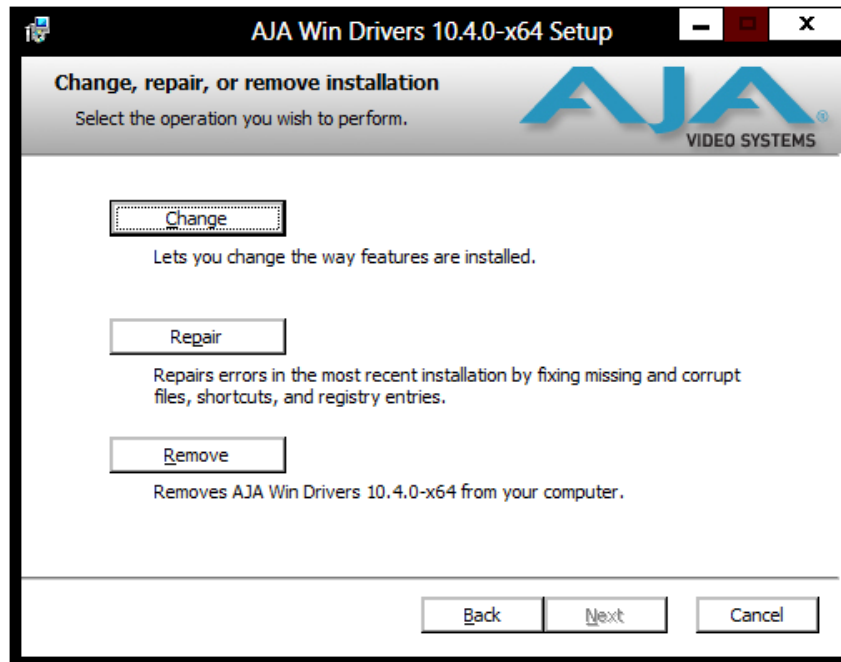 AJA Win Drivers 10.4.0-x64 Setup
Change, repair, or remove installation
Select the operation you wish to perform.
AJA®
VIDEO SYSTEMS
Change
Lets you change the way features are installed.
Repair
Repairs errors in the most recent installation by fixing missing and corrupt
files, shortcuts, and registry entries.
Remove
Removes AJA Win Drivers 10.4.0-x64 from your computer.
Back
Next
Cancel